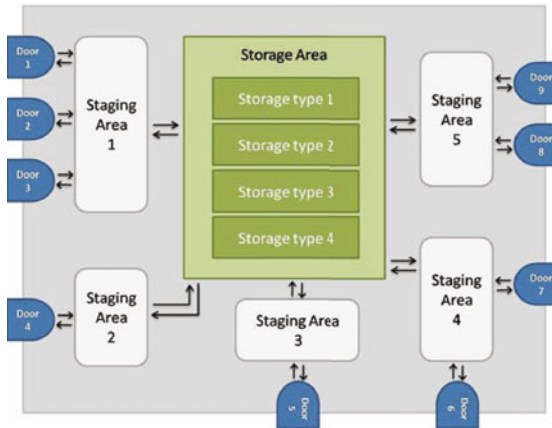 Door
1
Door
2
Door
3
Door
4
Staging
Area
1
Staging
Area
2
Storage Area
Storage type 1
Storage type 2
Storage type 3
Storage type 4
Staging Area
3
Door
5
Staging
Area
5
Staging
Area
4
Door
6
Door
9
Door
8
Door
7